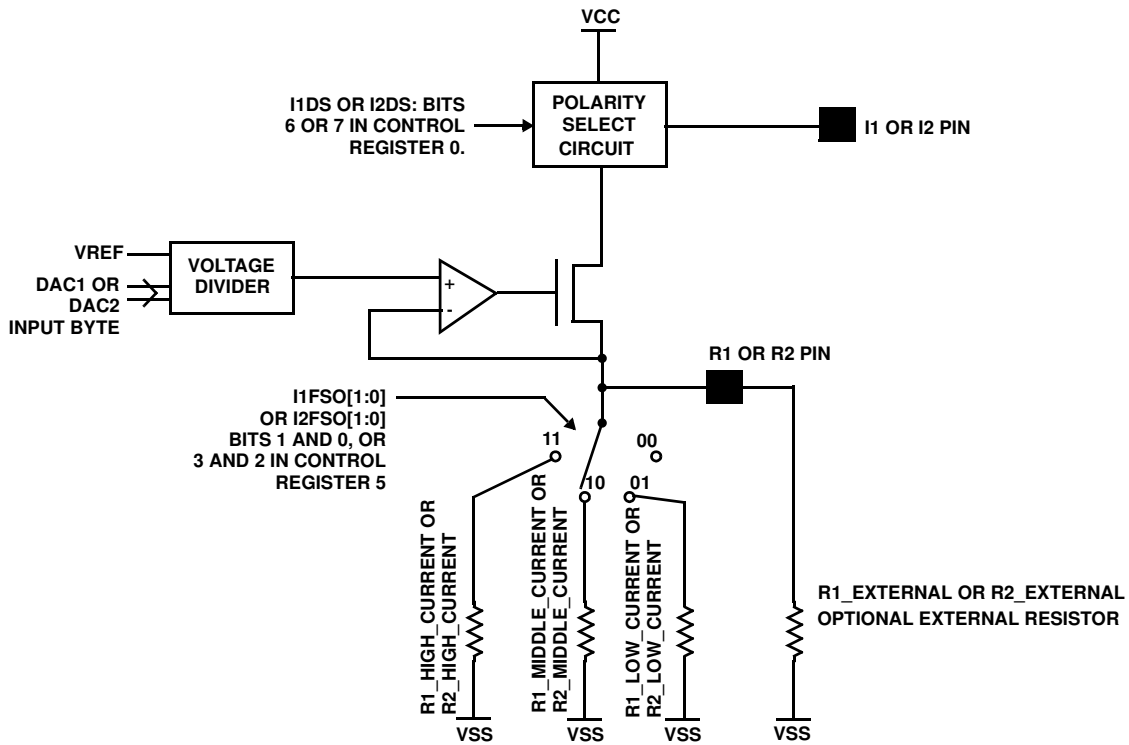 VCC
I1DS OR I2DS: BITS
6 OR 7 IN CONTROL
REGISTER 0.
POLARITY
SELECT
CIRCUIT
I1 OR I2 PIN
VREF
DAC1 OR
DAC2
INPUT BYTE
VOLTAGE
DIVIDER
+
-
R1 OR R2 PIN
I1FSO[1:0]
OR I2FSO[1:0]
BITS 1 AND 0, OR
3 AND 2 IN CONTROL
REGISTER 5
11
00
10
01
R1_HIGH_CURRENT OR
R2_HIGH_CURRENT
R1_MIDDLE_CURRENT OR
R2_MIDDLE_CURRENT
R1_LOW_CURRENT OR
R2_LOW_CURRENT
R1_EXTERNAL OR R2_EXTERNAL
OPTIONAL EXTERNAL RESISTOR
VSS
VSS
VSS
VSS